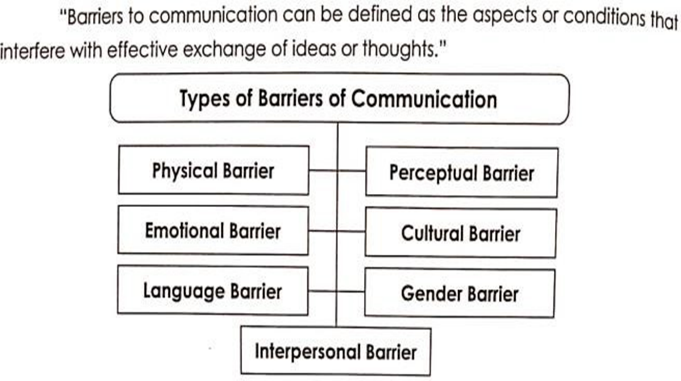 "Barriers to communication can be defined as the aspects or conditions that
interfere with effective exchange of ideas or thoughts."
Types of Barriers of Communication
Physical Barrier
Perceptual Barrier
Emotional Barrier
Cultural Barrier
Language Barrier
Gender Barrier
Interpersonal Barrier